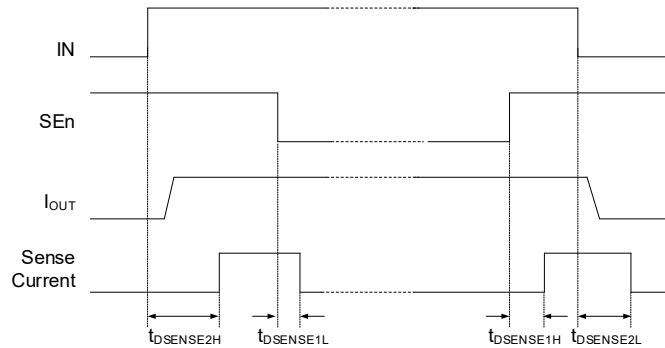 IN
SEn
IOUT
Sense
Current
tDSENSE2H
tDSENSE1L
tDSENSE1H
tDSENSE2L